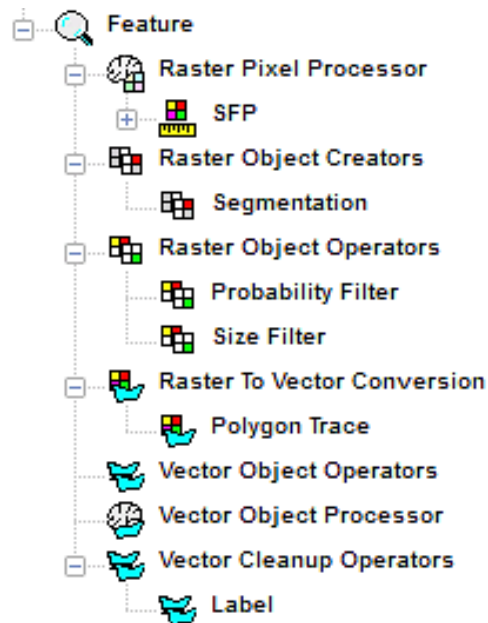 Feature
Raster Pixel Processor
SFP
Raster Object Creators
Segmentation
Raster Object Operators
Probability Filter
Size Filter
Raster To Vector Conversion
Polygon Trace
Vector Object Operators
Vector Object Processor
Vector Cleanup Operators
Label